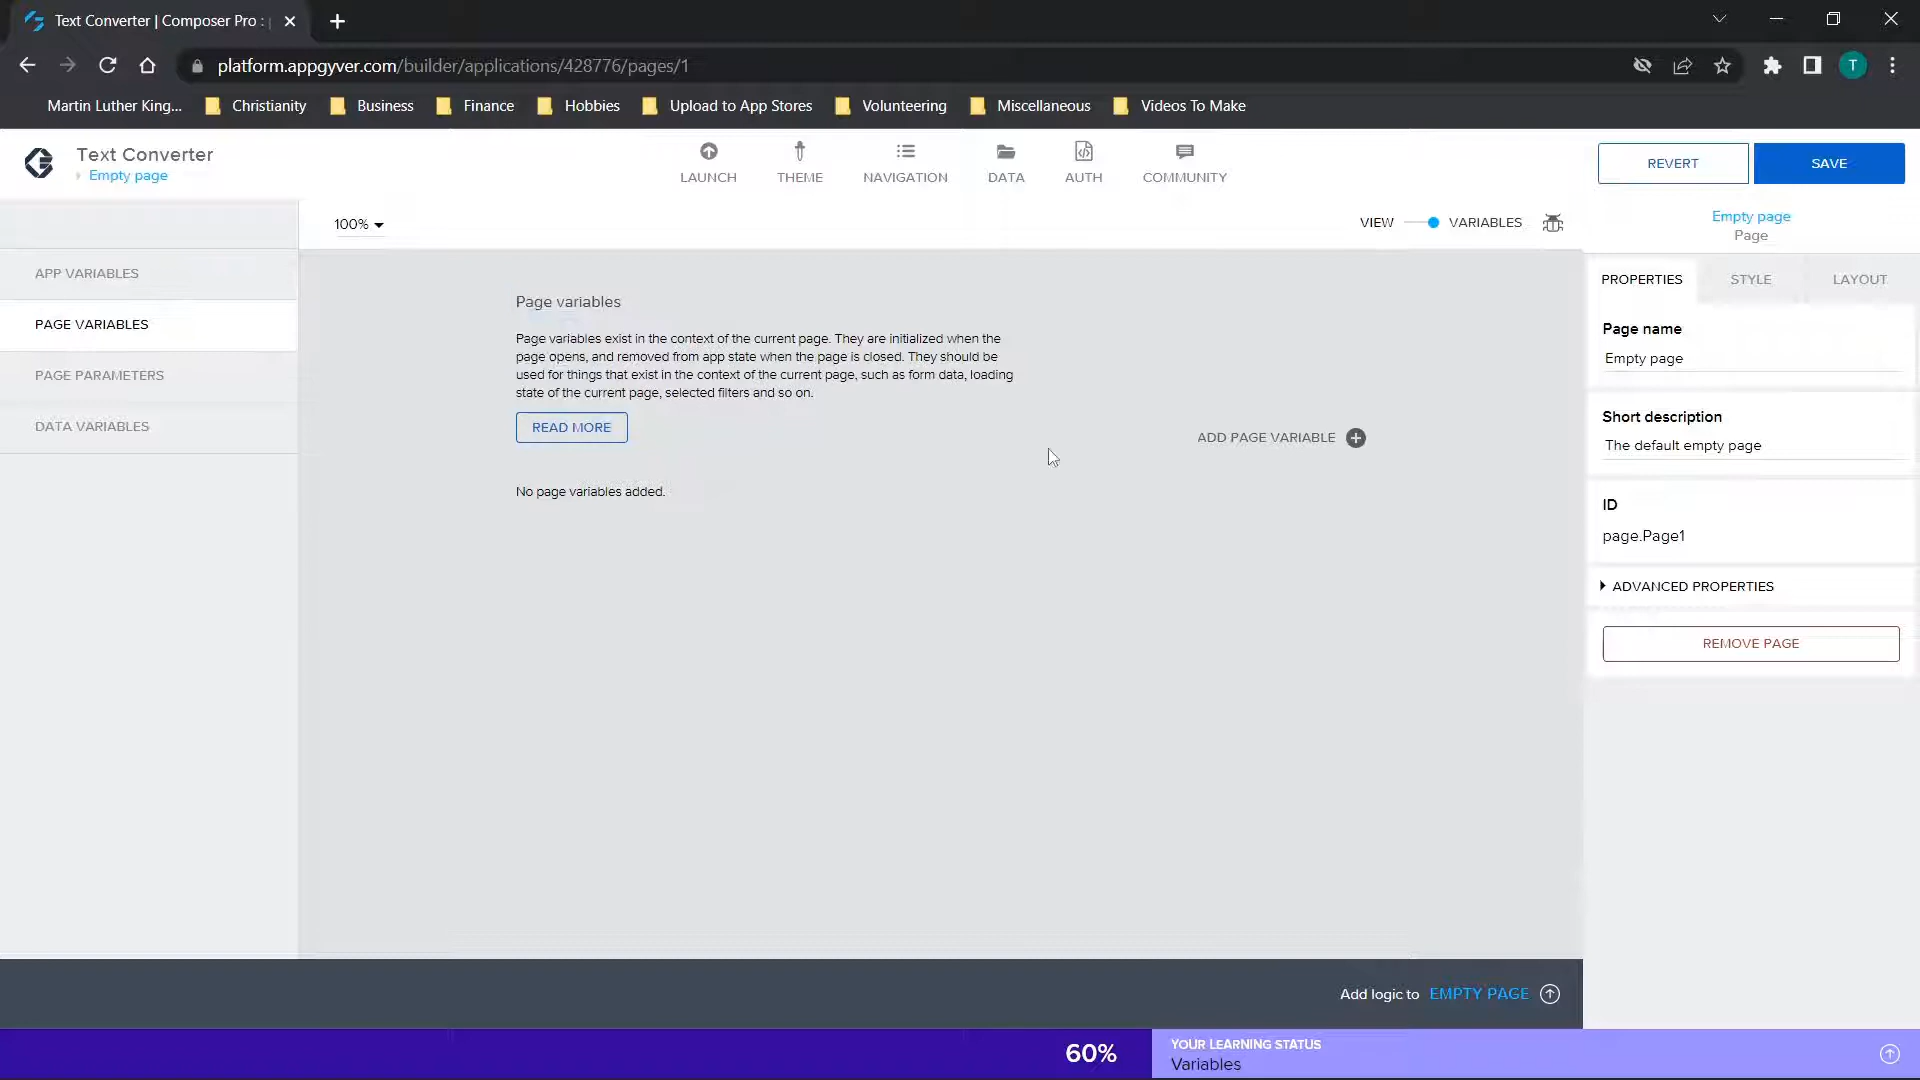 Text Converter | Composer Pro :
platform.appgyver.com/builder/applications/428776/pages/1
T
Martin Luther King...
Christianity
Business
Finance
Hobbies
Upload to App Stores
Volunteering
Miscellaneous
Videos To Make
Text Converter
Empty page
LAUNCH
THEME
NAVIGATION
DATA
AUTH
COMMUNITY
REVERT
SAVE
100%
VIEW
VARIABLES
Empty page
Page
APP VARIABLES
PAGE VARIABLES
PAGE PARAMETERS
DATA VARIABLES
Page variables
Page variables exist in the context of the current page. They are initialized when the
page opens, and removed from app state when the page is closed. They should be
used for things that exist in the context of the current page, such as form data, loading
state of the current page, selected filters and so on.
READ MORE
ADD PAGE VARIABLE
No page variables added.
PROPERTIES
STYLE
LAYOUT
Page name
Empty page
Short description
The default empty page
ID
page.Page1
ADVANCED PROPERTIES
REMOVE PAGE
Add logic to EMPTY PAGE
60%
YOUR LEARNING STATUS
Variables